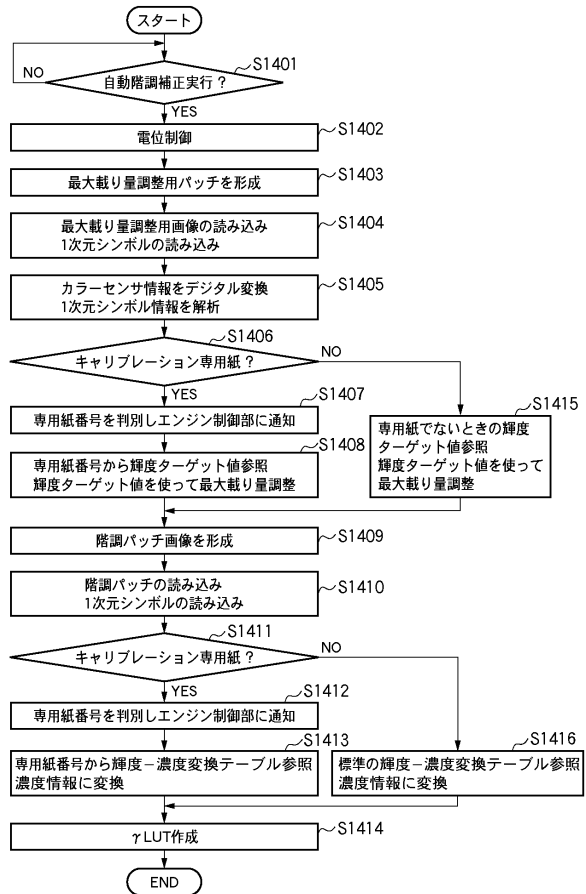 スタート
S1401
NO
自動階調補正実行？
YES
電位制御
S1402
最大載り量調整用パッチを形成
S1403
最大載り量調整用画像の読み込み
1次元シンボルの読み込み
S1404
カラーセンサ情報をデジタル変換
1次元シンボル情報を解析
S1405
S1406
キャリブレーション専用紙？
NO
YES
S1407
専用紙番号を判別しエンジン制御部に通知
S1408
専用紙番号から輝度ターゲット値参照
輝度ターゲット値を使って最大載り量調整
S1415
専用紙でないときの輝度
ターゲット値参照
輝度ターゲット値を使って
最大載り量調整
階調パッチ画像を形成
S1409
階調パッチの読み込み
1次元シンボルの読み込み
S1410
S1411
キャリブレーション専用紙？
NO
YES
S1412
専用紙番号を判別しエンジン制御部に通知
S1413
専用紙番号から輝度－濃度変換テーブル参照
濃度情報に変換
S1416
標準の輝度－濃度変換テーブル参照
濃度情報に変換
γLUT作成
S1414
END